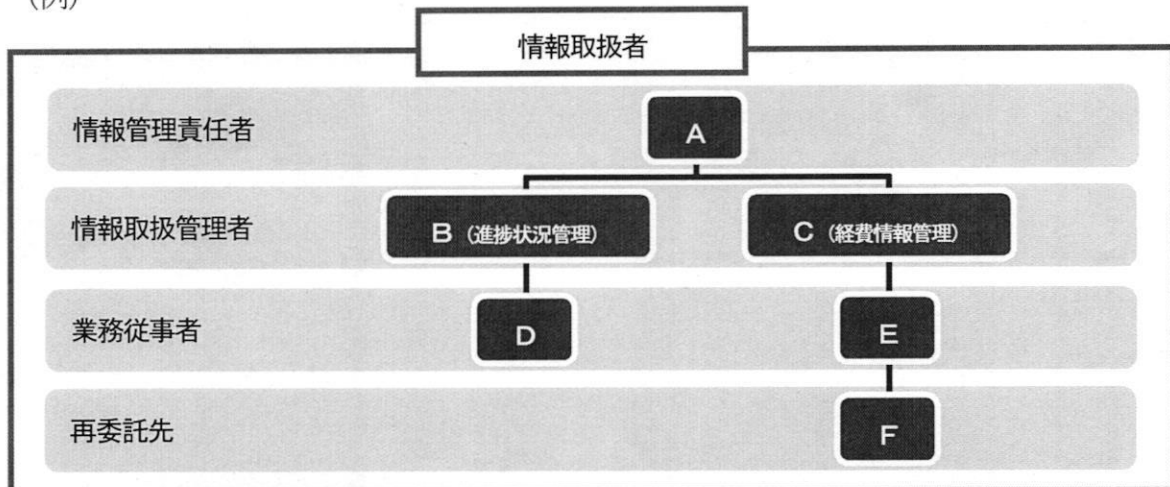 (例)
情報取扱者
情報管理責任者
A
情報取扱管理者
B (進捗状況管理)
C (経費情報管理)
業務従事者
D
E
再委託先
F